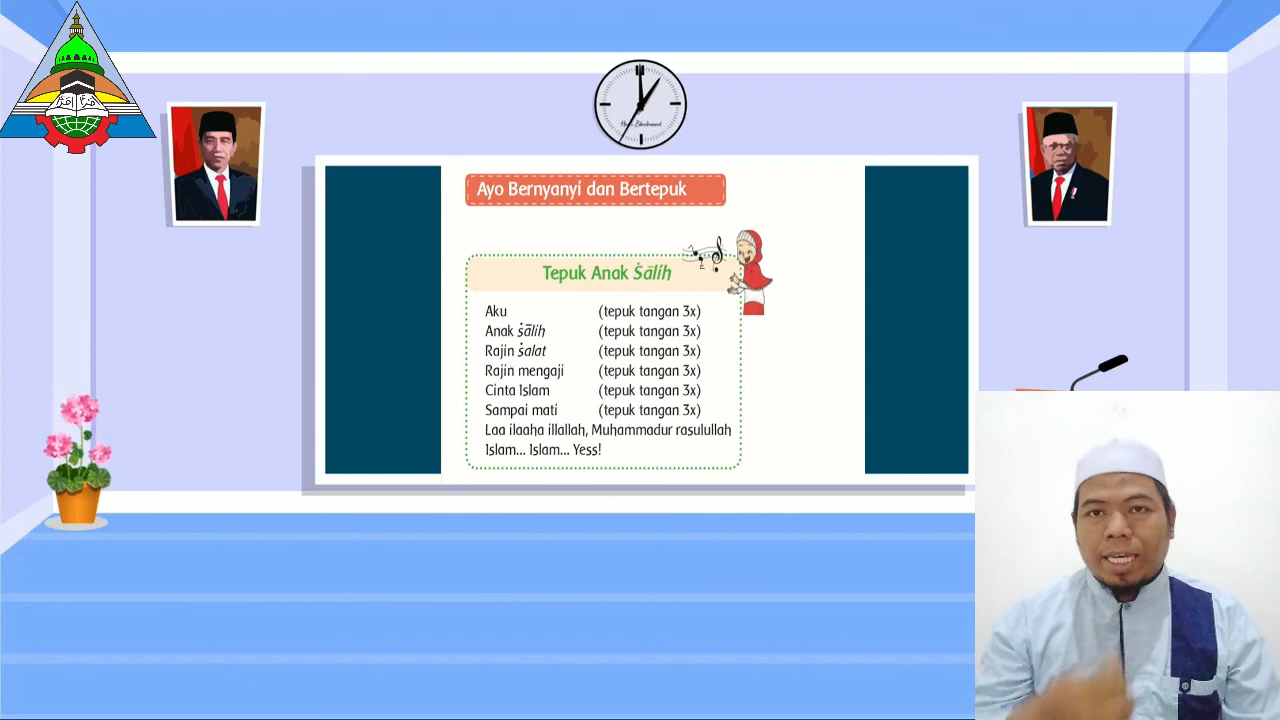 Ayo Bernyanyi dan Bertepuk
Tepuk Anak Ṡāliḥ
Aku (tepuk tangan 3x)
Anak ṡāliḥ (tepuk tangan 3x)
Rajin ṡalat (tepuk tangan 3x)
Rajin mengaji (tepuk tangan 3x)
Cinta Islam (tepuk tangan 3x)
Sampai mati (tepuk tangan 3x)
Laa ilaaha illallah, Muḥammadur rasulullah
Islam... Islam... Yess!